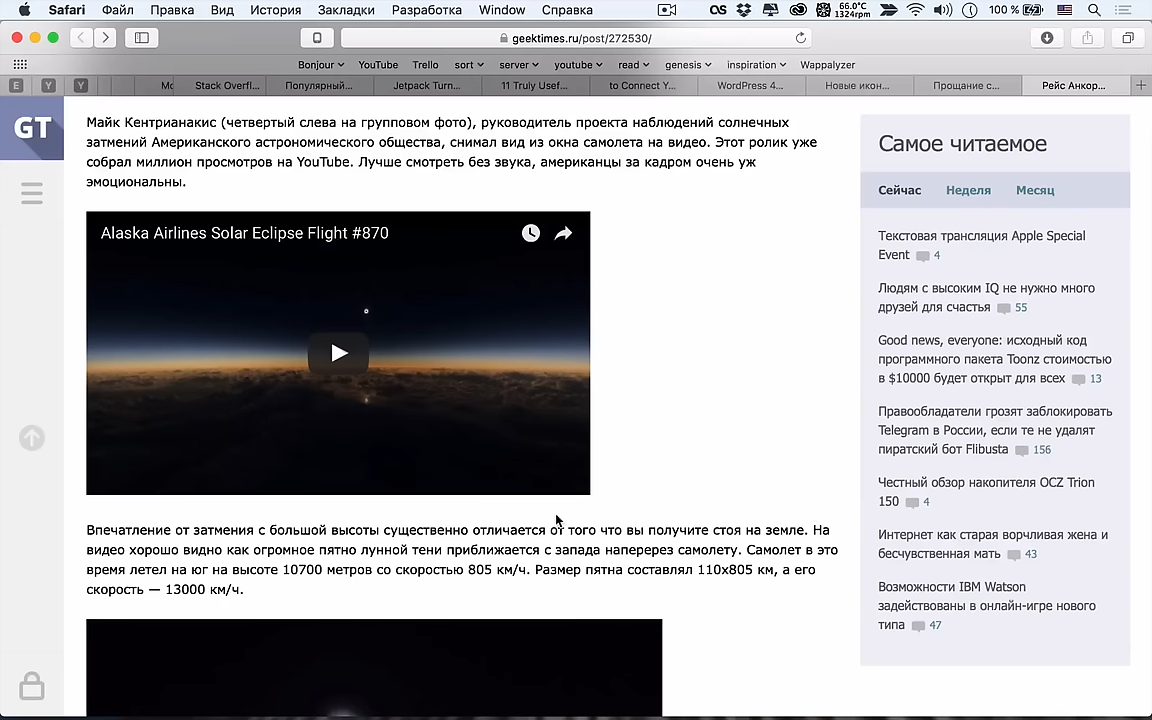 Safari Файл Правка Вид История Закладки Разработка Window Справка 66.0°C 1324rpm 100 %
geektimes.ru/post/272530/
Bonjour YouTube Trello sort server youtube read genesis inspiration Wappalyzer
E Y Y Мо Stack Overfl... Популярный... Jetpack Turn... 11 Truly Usef... to Connect Y... WordPress 4... Новые икон... Прощание с... Рейс Анкор...
GT
Майк Кентрианакис (четвертый слева на групповом фото), руководитель проекта наблюдений солнечных
затмений Американского астрономического общества, снимал вид из окна самолета на видео. Этот ролик уже
собрал миллион просмотров на YouTube. Лучше смотреть без звука, американцы за кадром очень уж
эмоциональны.
Alaska Airlines Solar Eclipse Flight #870
Впечатление от затмения с большой высоты существенно отличается от того что вы получите стоя на земле. На
видео хорошо видно как огромное пятно лунной тени приближается с запада наперерез самолету. Самолет в это
время летел на юг на высоте 10700 метров со скоростью 805 км/ч. Размер пятна составлял 110х805 км, а его
скорость — 13000 км/ч.
Самое читаемое
Сейчас Неделя Месяц
Текстовая трансляция Apple Special
Event 4
Людям с высоким IQ не нужно много
друзей для счастья 55
Good news, everyone: исходный код
программного пакета Toonz стоимостью
в $10000 будет открыт для всех 13
Правообладатели грозят заблокировать
Telegram в России, если те не удалят
пиратский бот Flibusta 156
Честный обзор накопителя OCZ Trion
150 4
Интернет как старая ворчливая жена и
бесчувственная мать 43
Возможности IBM Watson
задействованы в онлайн-игре нового
типа 47